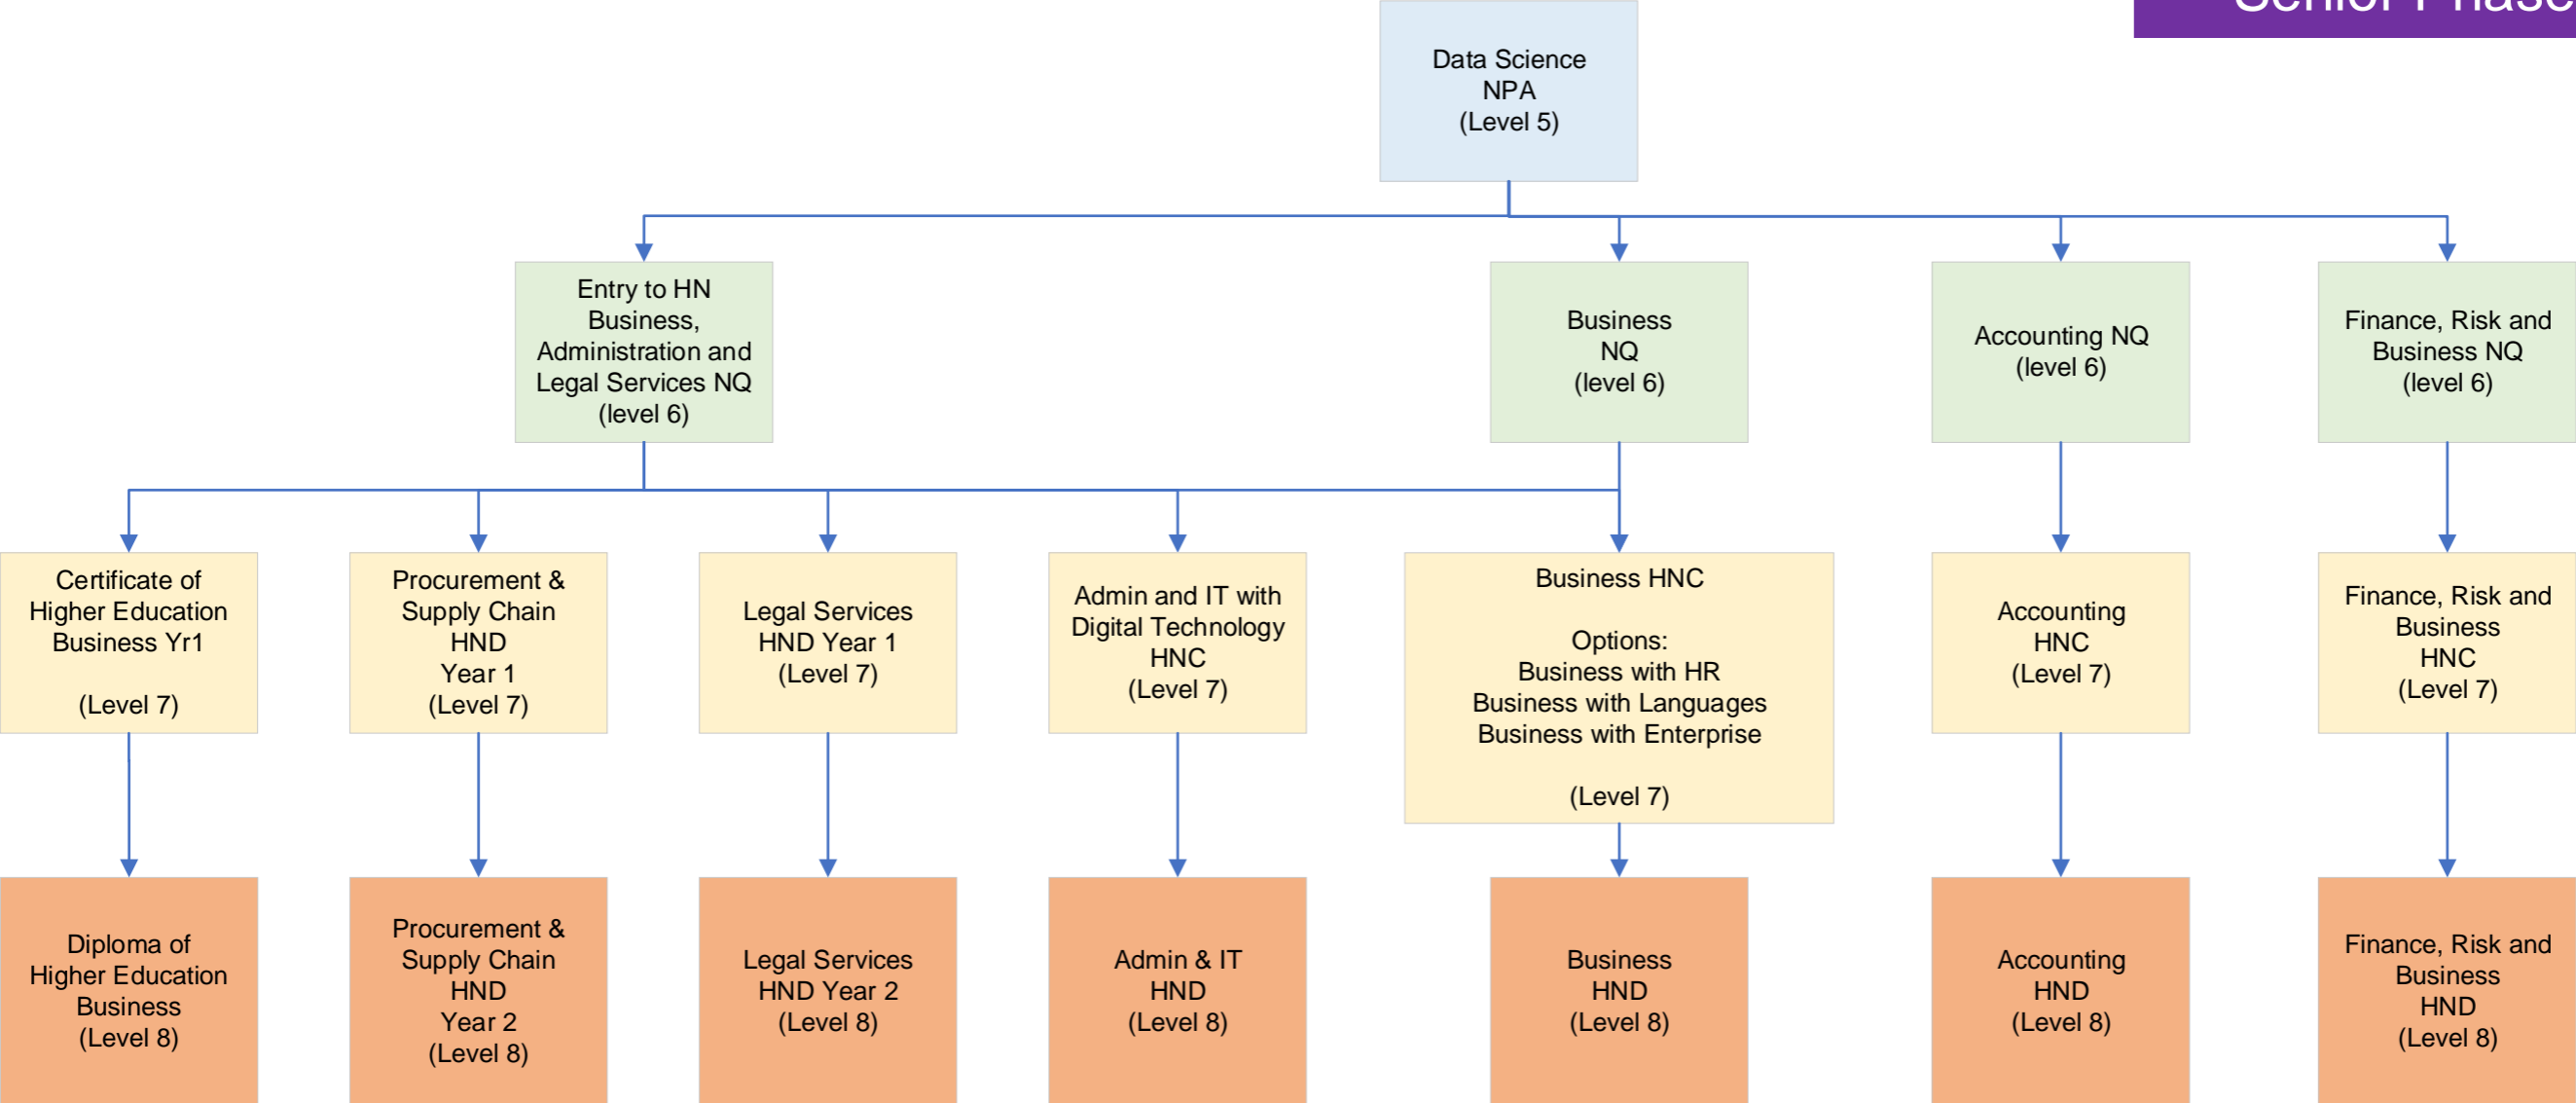 Senior Phase
Data Science
NPA
(Level 5)
Entry to HN
Business,
Administration and
Legal Services NQ
(level 6)
Business
NQ
(level 6)
Accounting NQ
(level 6)
Finance, Risk and
Business NQ
(level 6)
Certificate of
Higher Education
Business Yr1
(Level 7)
Procurement &
Supply Chain
HND
Year 1
(Level 7)
Legal Services
HND Year 1
(Level 7)
Admin and IT with
Digital Technology
HNC
(Level 7)
Business HNC
Options:
Business with HR
Business with Languages
Business with Enterprise
(Level 7)
Accounting
HNC
(Level 7)
Finance, Risk and
Business
HNC
(Level 7)
Diploma of
Higher Education
Business
(Level 8)
Procurement &
Supply Chain
HND
Year 2
(Level 8)
Legal Services
HND Year 2
(Level 8)
Admin & IT
HND
(Level 8)
Business
HND
(Level 8)
Accounting
HND
(Level 8)
Finance, Risk and
Business
HND
(Level 8)